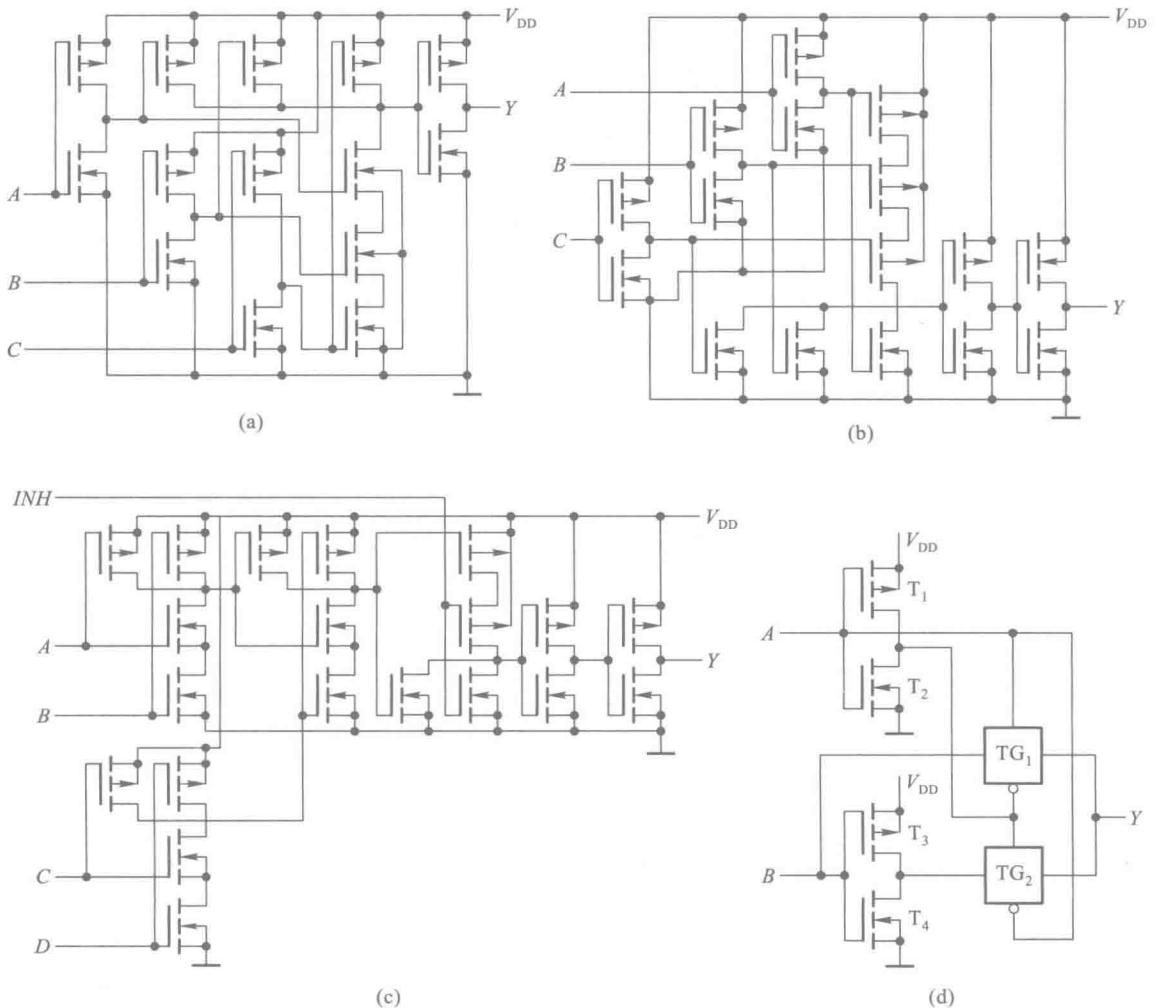 V_DD
A
B
C
Y
(a)
V_DD
A
B
C
Y
(b)
INH
V_DD
A
B
C
D
Y
(c)
V_DD
T_1
A
T_2
TG_1
V_DD
T_3
Y
B
TG_2
T_4
(d)